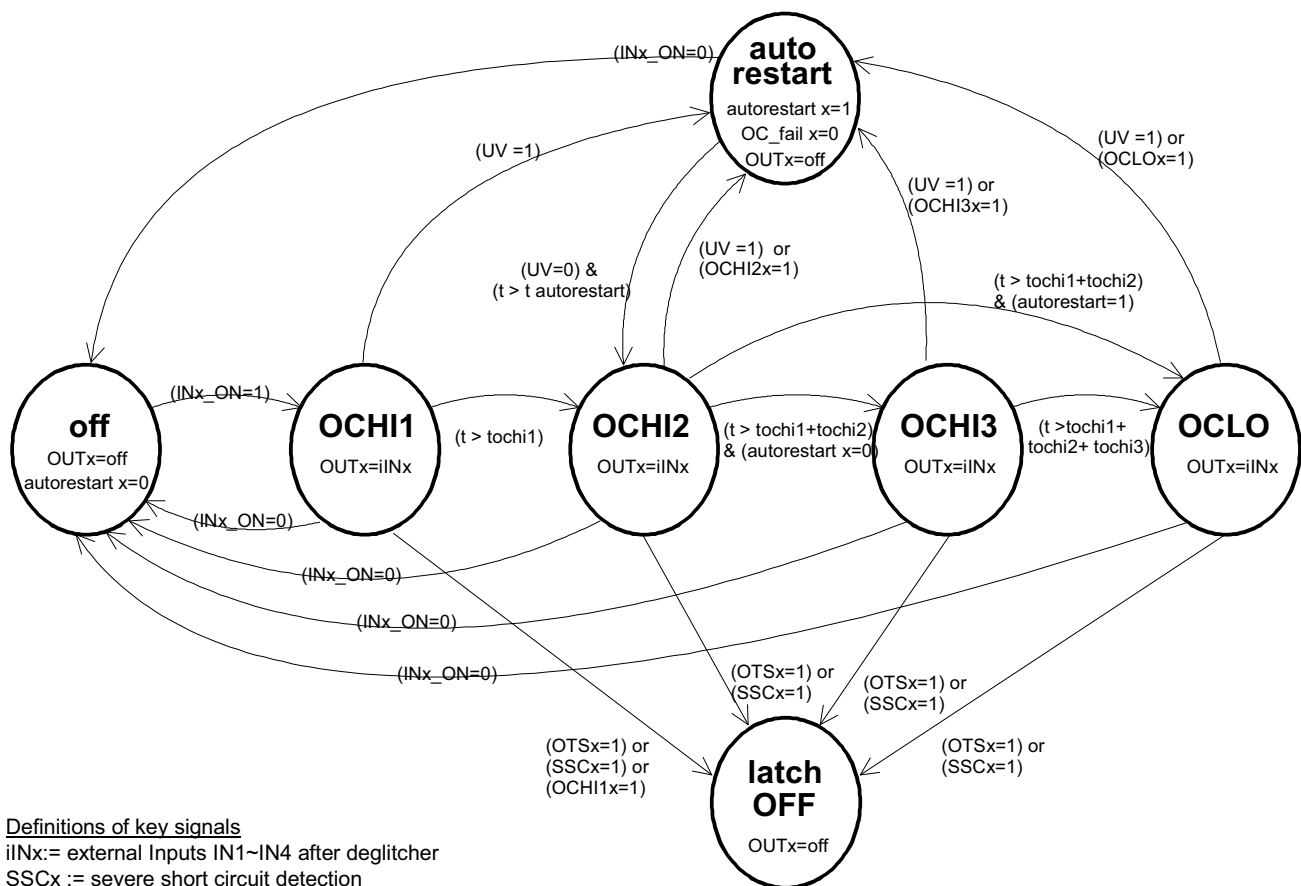 (INx_ON=0)
auto
restart
autorestart x=1
OC_fail x=0
OUTx=off
(UV =1)
(UV =1) or
(OCLOx=1)
(UV =1) or
(OCHI3x=1)
(UV =1) or
(OCHI2x=1)
(UV=0) &
(t > t autorestart)
(t > tochi1+tochi2)
& (autorestart=1)
off
OUTx=off
autorestart x=0
(INx_ON=1)
OCHI1
OUTx=iINx
(t > tochi1)
OCHI2
OUTx=iINx
(t > tochi1+tochi2)
& (autorestart x=0)
OCHI3
OUTx=iINx
(t >tochi1+
tochi2+ tochi3)
OCLO
OUTx=iINx
(INx_ON=0)
(INx_ON=0)
(INx_ON=0)
(INx_ON=0)
(OTSx=1) or
(SSCx=1) or
(OCHI1x=1)
(OTSx=1) or
(SSCx=1)
(OTSx=1) or
(SSCx=1)
(OTSx=1) or
(SSCx=1)
latch
OFF
OUTx=off
Definitions of key signals
iINx:= external Inputs IN1~IN4 after deglitcher
SSCx := severe short circuit detection